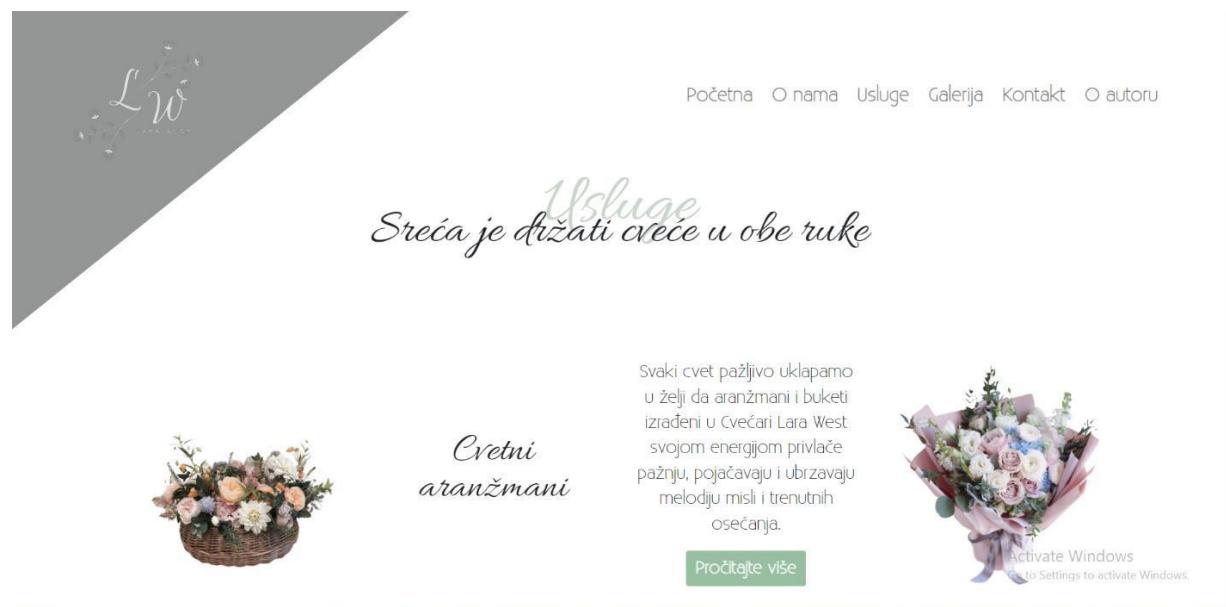 L W
Početna O nama Usluge Galerija Kontakt O autoru
Usluge
Sreća je držati cveće u obe ruke
Svaki cvet pažljivo uklapamo
u želji da aranžmani i buketi
izrađeni u Cvećari Lara West
svojom energijom privlače
pažnju, pojačavaju i ubrzavaju
melodiju misli i trenutnih
osećanja.
Cvetni
aranžmani
Pročitajte više
Activate Windows
Go to Settings to activate Windows.